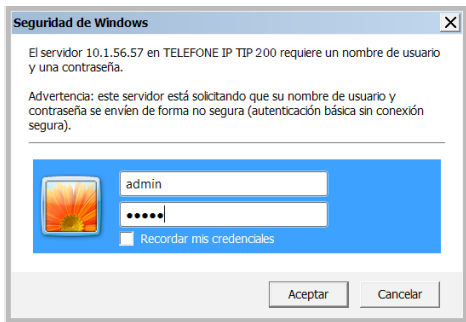 Seguridad de Windows
El servidor 10.1.56.57 en TELEFONE IP TIP 200 requiere un nombre de usuario
y una contraseña.
Advertencia: este servidor está solicitando que su nombre de usuario y
contraseña se envíen de forma no segura (autenticación básica sin conexión
segura).
admin
●●●●●
Recordar mis credenciales
Aceptar
Cancelar